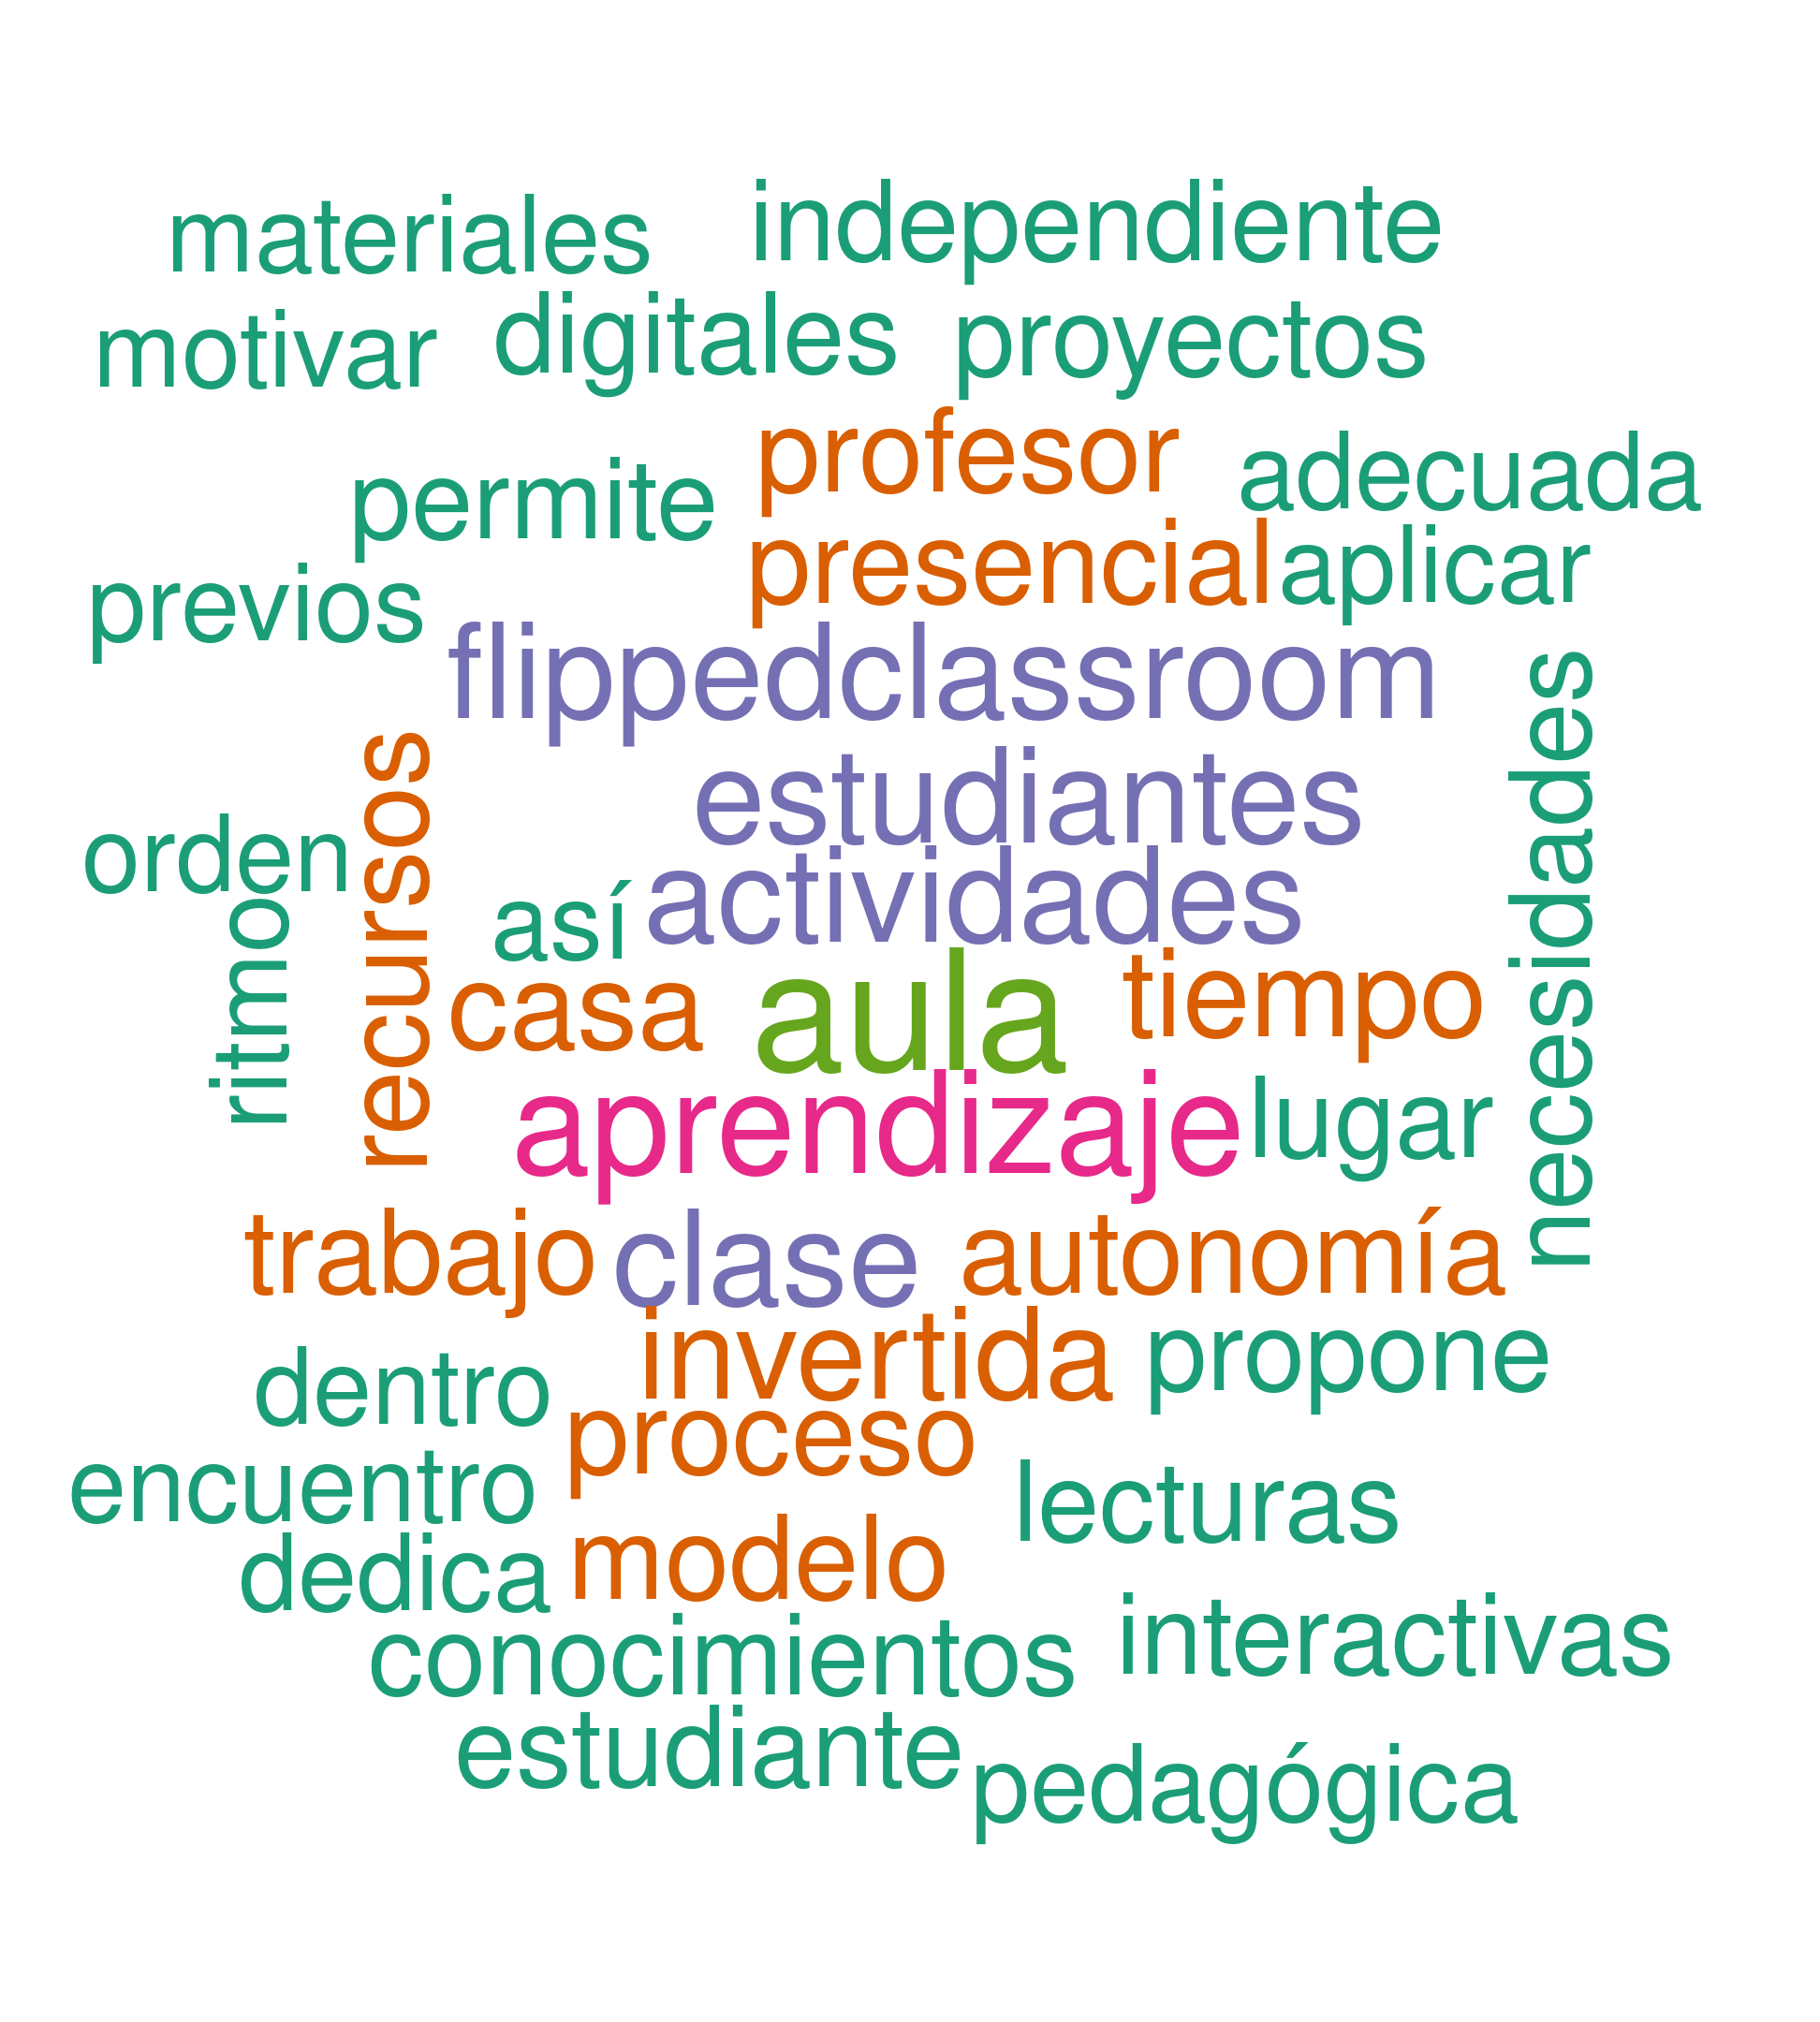 materiales independiente
motivar digitales proyectos
profesor adecuada
permite presencial aplicar
previos
flippedclassroom
necesidades
recursos
estudiantes
orden
ritmo
así actividades
casa aula tiempo
aprendizaje lugar
trabajo clase autonomía
invertida propone
dentro
proceso
encuentro lecturas
dedica modelo
conocimientos interactivas
estudiante pedagógica